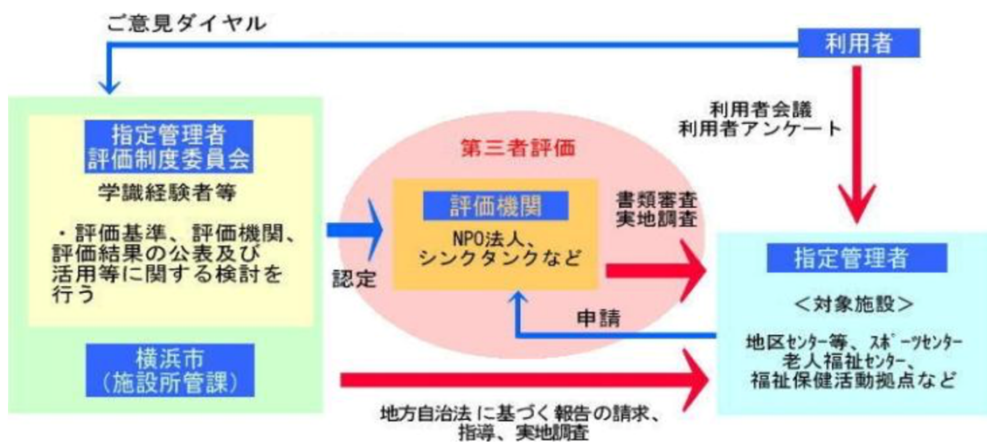 ご意見ダイヤル
利用者
利用者会議
利用者アンケート
指定管理者
評価制度委員会
学識経験者等
・評価基準、評価機関、
評価結果の公表及び
活用等に関する検討を
行う
横浜市
（施設所管課）
認定
第三者評価
評価機関
NPO法人、
シンクタンクなど
書類審査
実地調査
申請
指定管理者
＜対象施設＞
地区ｾﾝﾀｰ等、ｽﾎﾟｰﾂｾﾝﾀｰ
老人福祉ｾﾝﾀｰ、
福祉保健活動拠点など
地方自治法に基づく報告の請求、
指導、実地調査